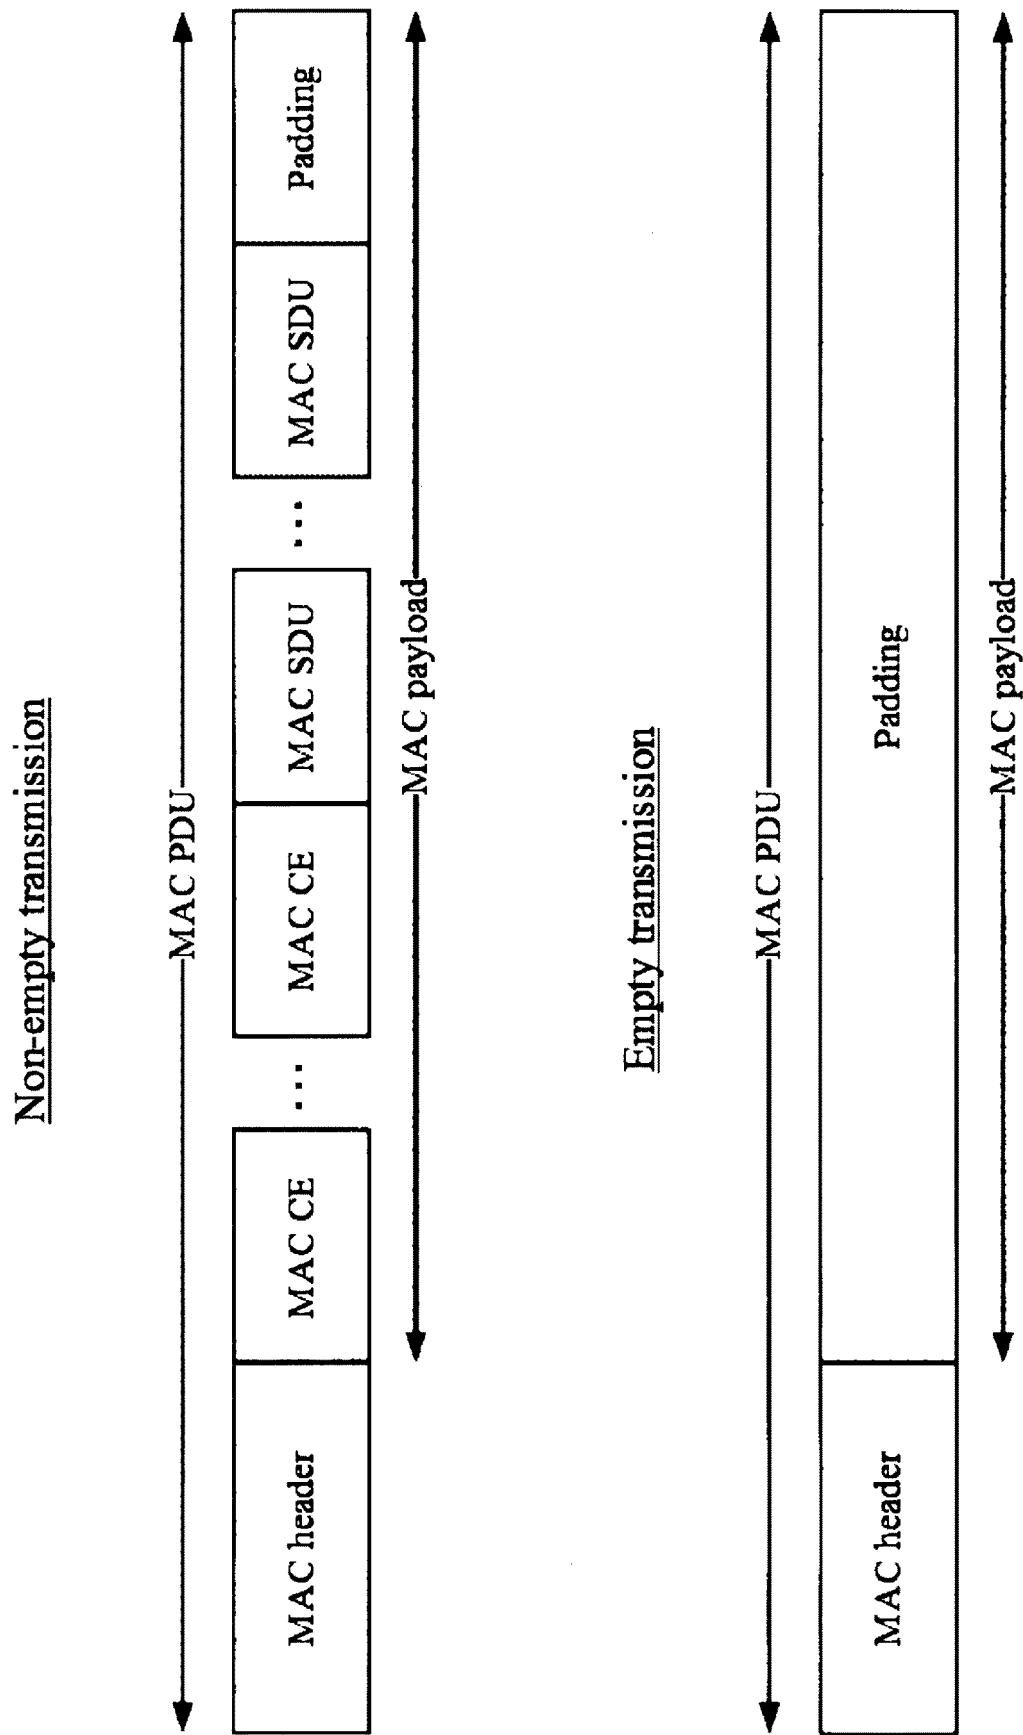 Non-empty transmission
MAC PDU
MAC header
MAC CE
...
MAC CE
MAC SDU
...
MAC SDU
Padding
MAC payload
Empty transmission
MAC PDU
MAC header
Padding
MAC payload